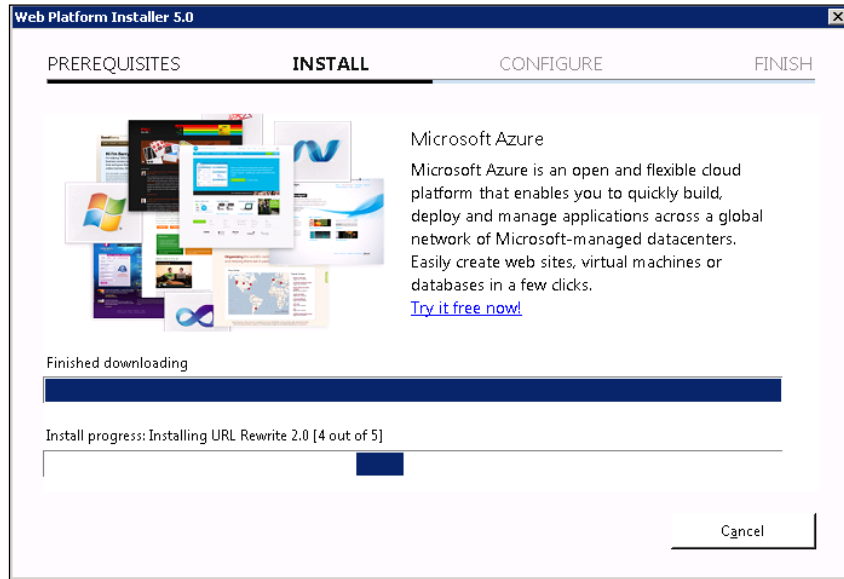 Web Platform Installer 5.0
PREREQUISITES INSTALL CONFIGURE FINISH
Microsoft Azure
Microsoft Azure is an open and flexible cloud
platform that enables you to quickly build,
deploy and manage applications across a global
network of Microsoft-managed datacenters.
Easily create web sites, virtual machines or
databases in a few clicks.
Try it free now!
Finished downloading
Install progress: Installing URL Rewrite 2.0 [4 out of 5]
Cancel